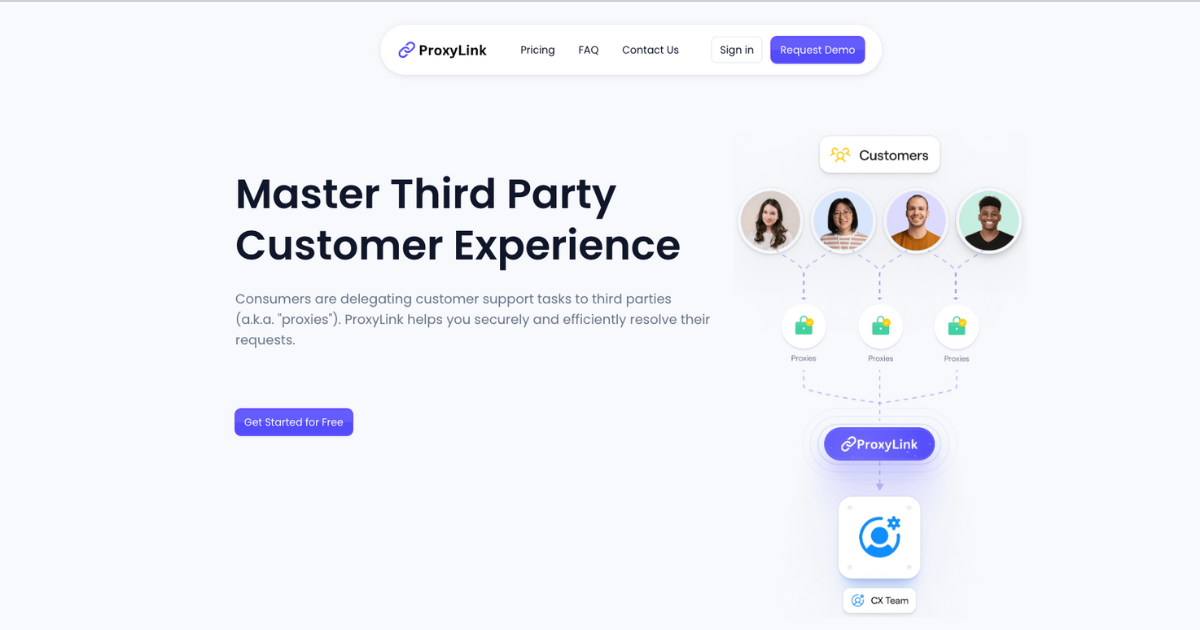 ProxyLink Pricing FAQ Contact Us Sign in Request Demo
Customers
Master Third Party
Customer Experience
Consumers are delegating customer support tasks to third parties
(a.k.a. "proxies"). ProxyLink helps you securely and efficiently resolve their
requests.
Proxies Proxies Proxies
Get Started for Free
ProxyLink
CX Team